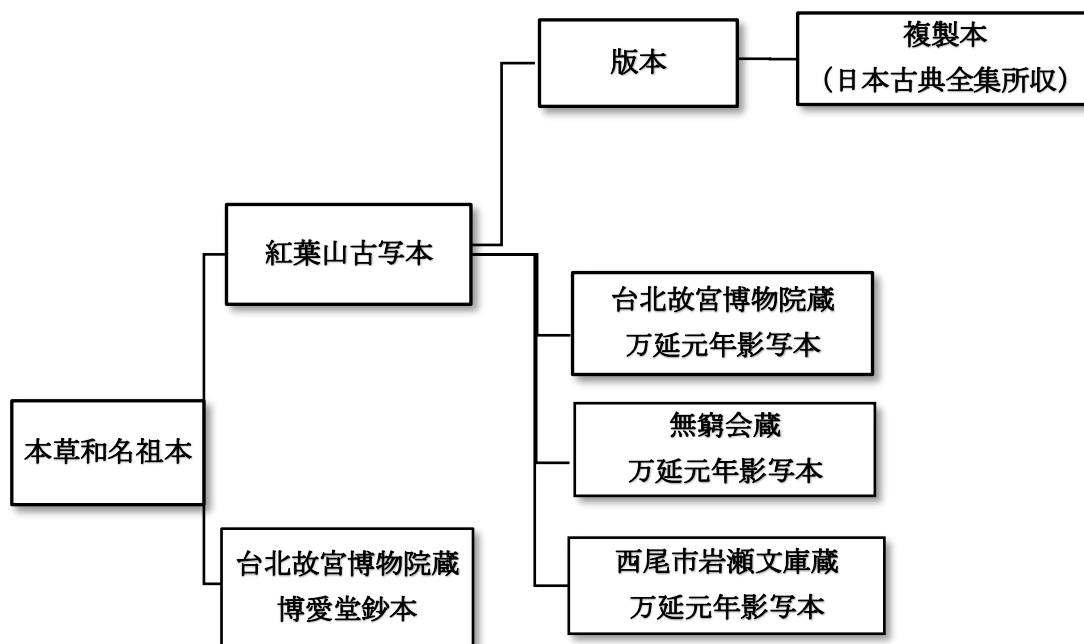 版本
複製本
（日本古典全集所収）
紅葉山古写本
台北故宮博物院蔵
万延元年影写本
無窮会蔵
万延元年影写本
本草和名祖本
台北故宮博物院蔵
博愛堂鈔本
西尾市岩瀬文庫蔵
万延元年影写本